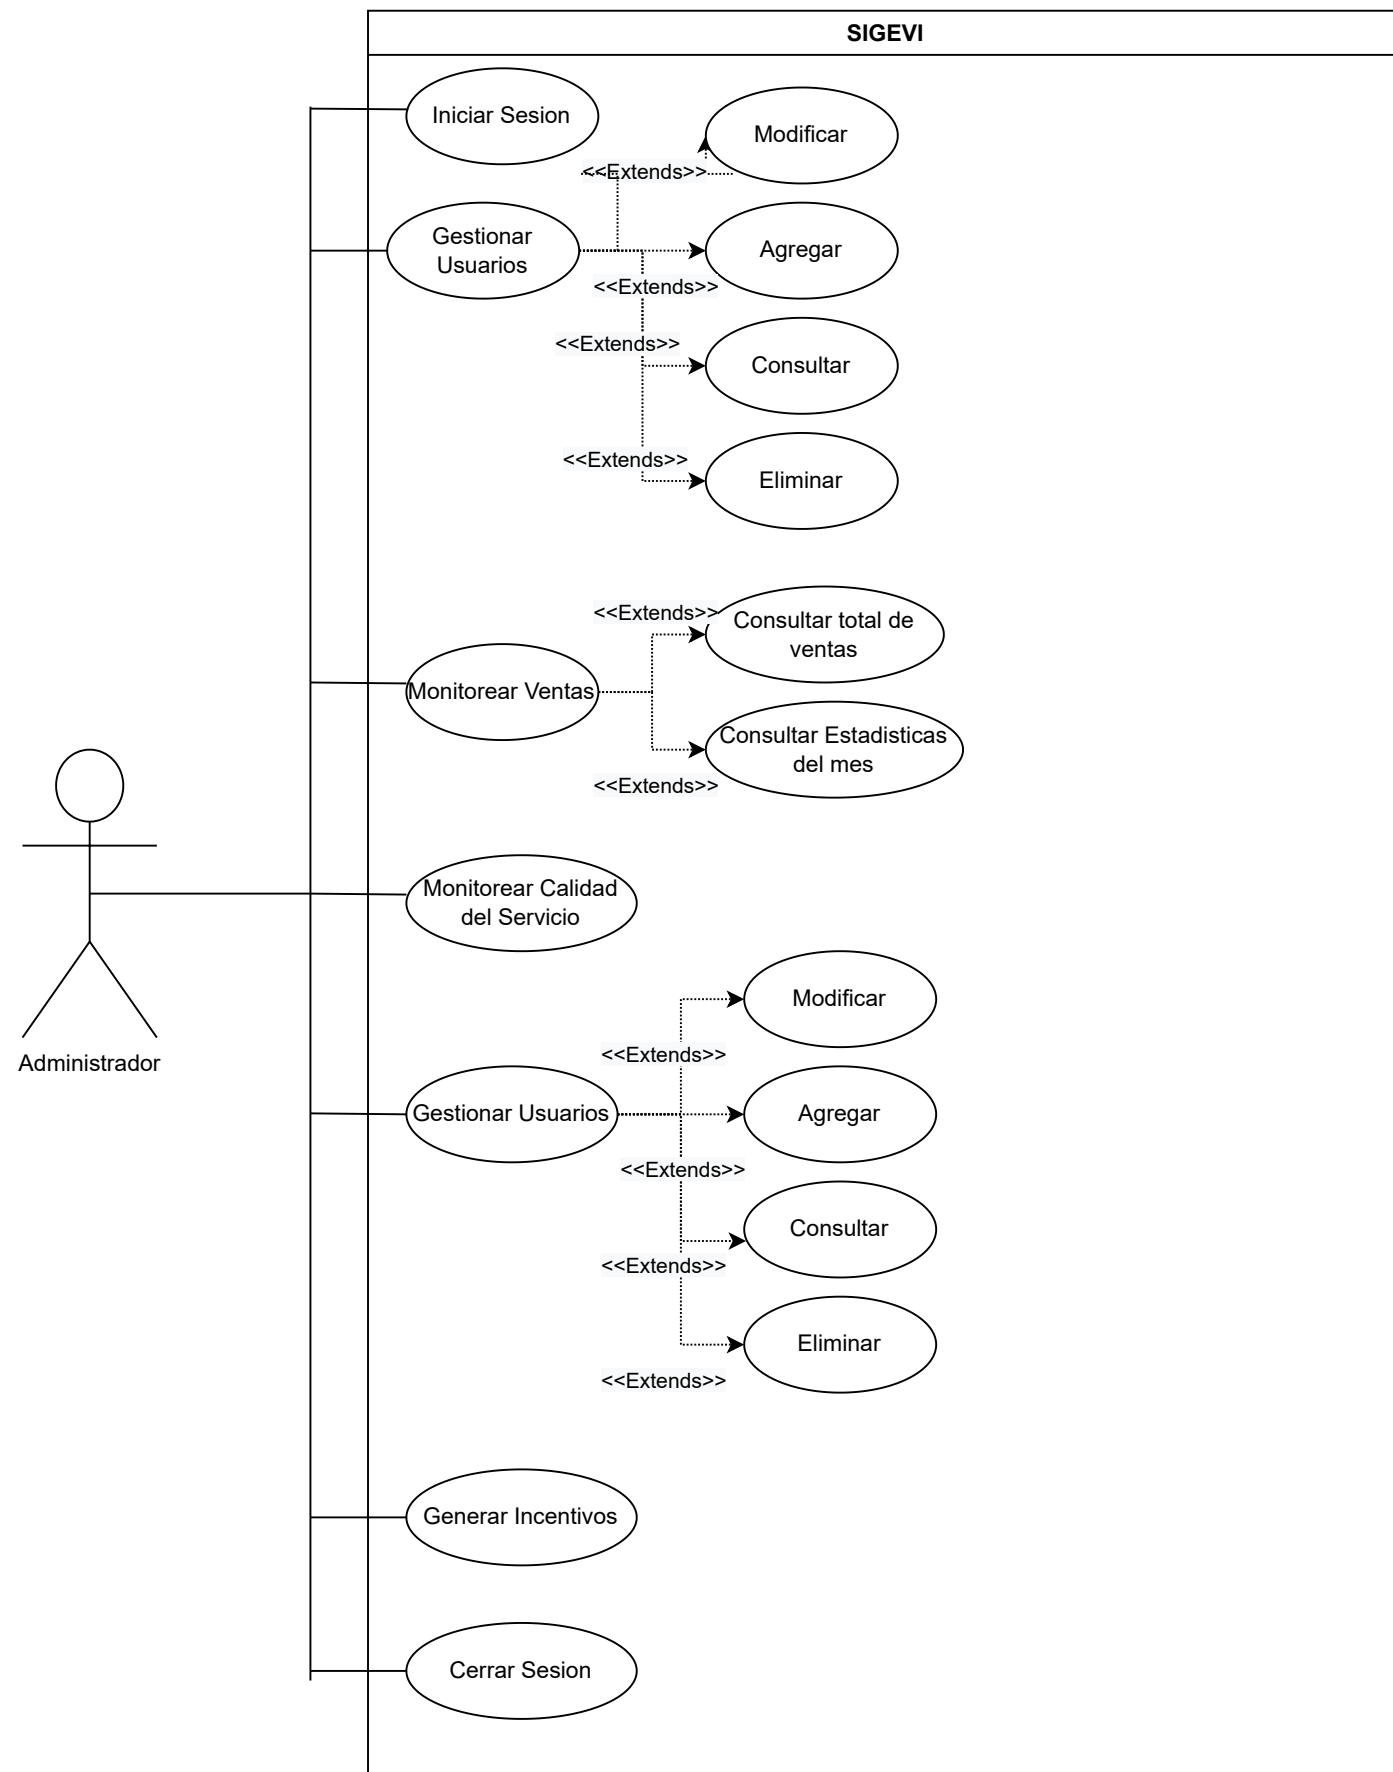 SIGEVI
Iniciar Sesion
Modificar
<<Extends>>
Gestionar
Usuarios
Agregar
<<Extends>>
<<Extends>>
Consultar
<<Extends>>
Eliminar
<<Extends>>
Consultar total de
ventas
Monitorear Ventas
Consultar Estadisticas
del mes
<<Extends>>
Monitorear Calidad
del Servicio
Administrador
Modificar
<<Extends>>
Gestionar Usuarios
Agregar
<<Extends>>
Consultar
<<Extends>>
Eliminar
<<Extends>>
Generar Incentivos
Cerrar Sesion